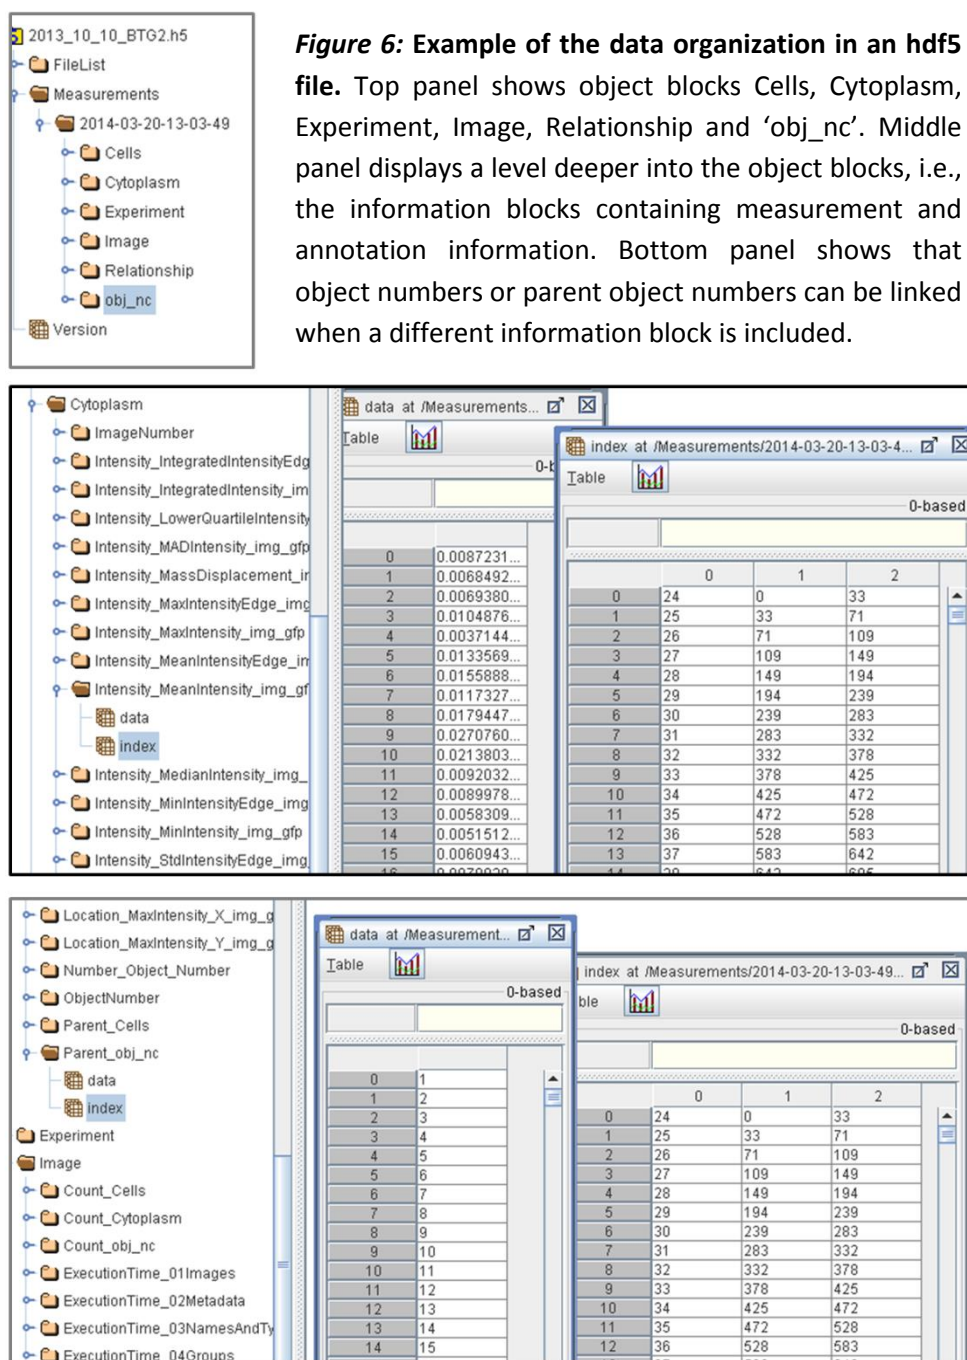 2013_10_10_BTG2.h5
FileList
Measurements
2014-03-20-13-03-49
Cells
Cytoplasm
Experiment
Image
Relationship
obj_nc
Version
Figure 6: Example of the data organization in an hdf5
file. Top panel shows object blocks Cells, Cytoplasm,
Experiment, Image, Relationship and ‘obj_nc’. Middle
panel displays a level deeper into the object blocks, i.e.,
the information blocks containing measurement and
annotation information. Bottom panel shows that
object numbers or parent object numbers can be linked
when a different information block is included.
Cytoplasm
ImageNumber
Intensity_IntegratedIntensityEdg
Intensity_IntegratedIntensity_im
Intensity_LowerQuartileIntensity
Intensity_MADIntensity_img_gfp
Intensity_MassDisplacement_ir
Intensity_MaxIntensityEdge_img
Intensity_MaxIntensity_img_gfp
Intensity_MeanIntensityEdge_in
Intensity_MeanIntensity_img_gf
data
index
Intensity_MedianIntensity_img_
Intensity_MinIntensityEdge_img
Intensity_MinIntensity_img_gfp
Intensity_StdIntensityEdge_img
data at /Measurements...
Table
0-b
0 0.0087231...
1 0.0068492...
2 0.0069380...
3 0.0104876...
4 0.0037144...
5 0.0133569...
6 0.0155888...
7 0.0117327...
8 0.0179447...
9 0.0270760...
10 0.0213803...
11 0.0092032...
12 0.0089978...
13 0.0058309...
14 0.0051512...
15 0.0060943...
index at /Measurements/2014-03-20-13-03-4...
Table
0-based
0 1 2
0 24 0 33
1 25 33 71
2 26 71 109
3 27 109 149
4 28 149 194
5 29 194 239
6 30 239 283
7 31 283 332
8 32 332 378
9 33 378 425
10 34 425 472
11 35 472 528
12 36 528 583
13 37 583 642
Location_MaxIntensity_X_img_g
Location_MaxIntensity_Y_img_g
Number_Object_Number
ObjectNumber
Parent_Cells
Parent_obj_nc
data
index
Experiment
Image
Count_Cells
Count_Cytoplasm
Count_obj_nc
ExecutionTime_01Images
ExecutionTime_02Metadata
ExecutionTime_03NamesAndTy
ExecutionTime_04Groups
data at /Measurement...
Table
0-based
0 1
1 2
2 3
3 4
4 5
5 6
6 7
7 8
8 9
9 10
10 11
11 12
12 13
13 14
14 15
index at /Measurements/2014-03-20-13-03-49...
ble
0-based
0 1 2
0 24 0 33
1 25 33 71
2 26 71 109
3 27 109 149
4 28 149 194
5 29 194 239
6 30 239 283
7 31 283 332
8 32 332 378
9 33 378 425
10 34 425 472
11 35 472 528
12 36 528 583